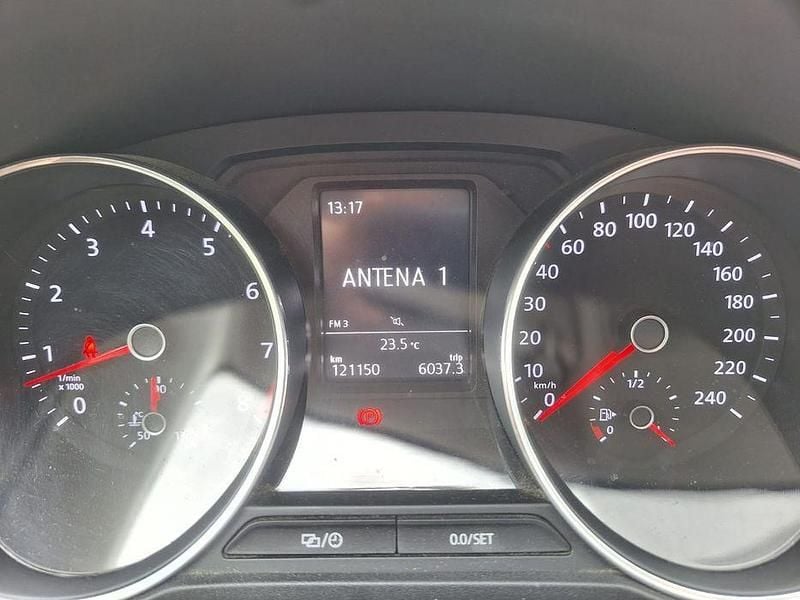 13:17
ANTENA 1
FM 3
23.5 °C
km trip
121150 6037.3
0 1 2 3 4 5 6 7 8
1/min
x 1000
50 90
°C
0 10 20 30 40 60 80 100 120 140 160 180 200 220 240
km/h
0 1/2
(P)
0.0/SET